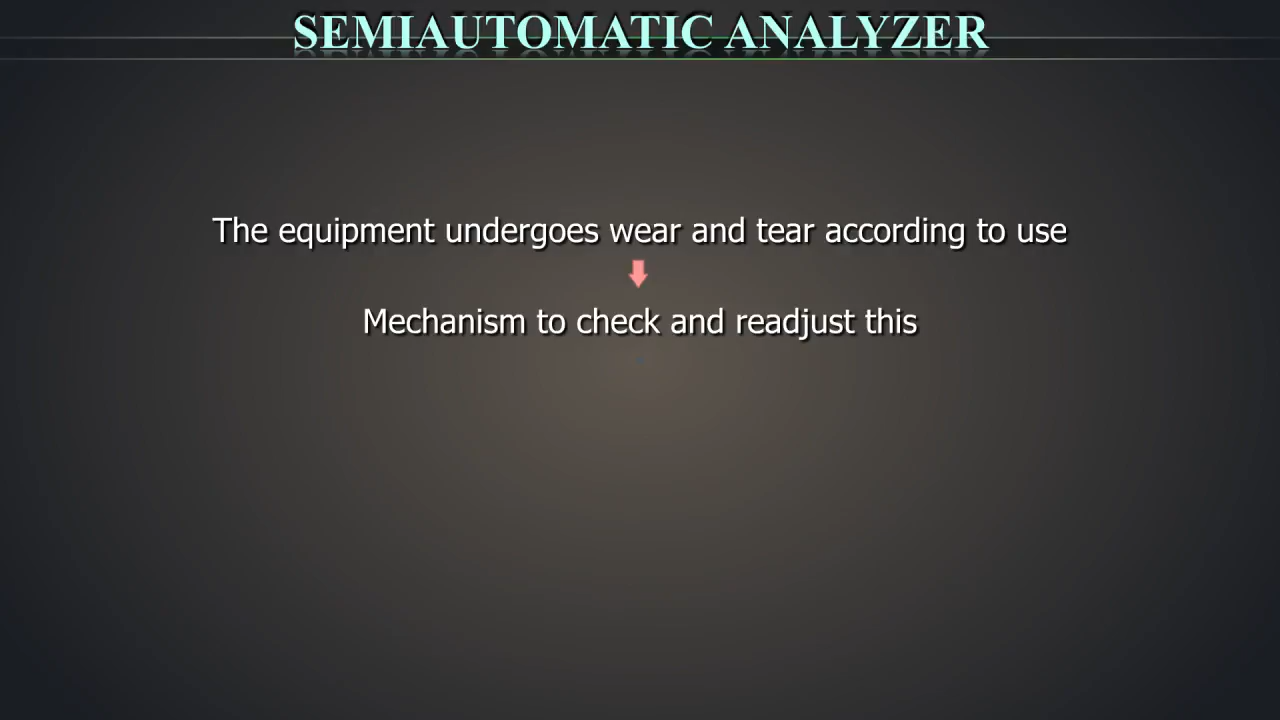 SEMIAUTOMATIC ANALYZER
The equipment undergoes wear and tear according to use
Mechanism to check and readjust this